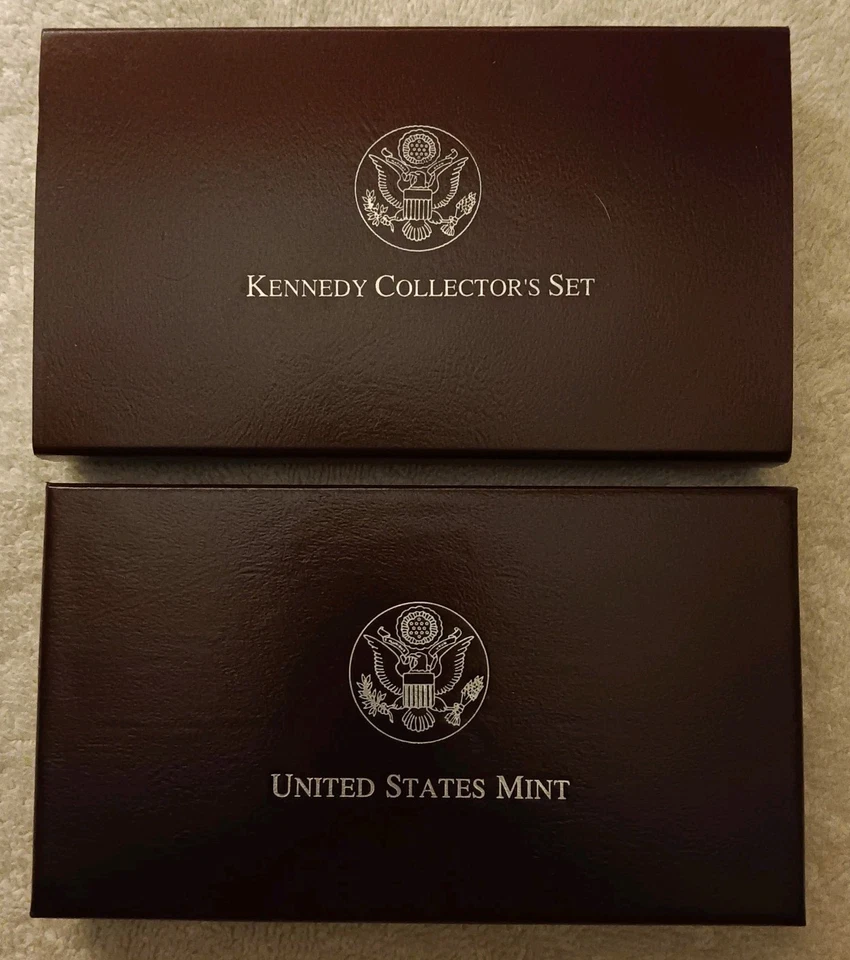 KENNEDY COLLECTOR'S SET
UNITED STATES MINT